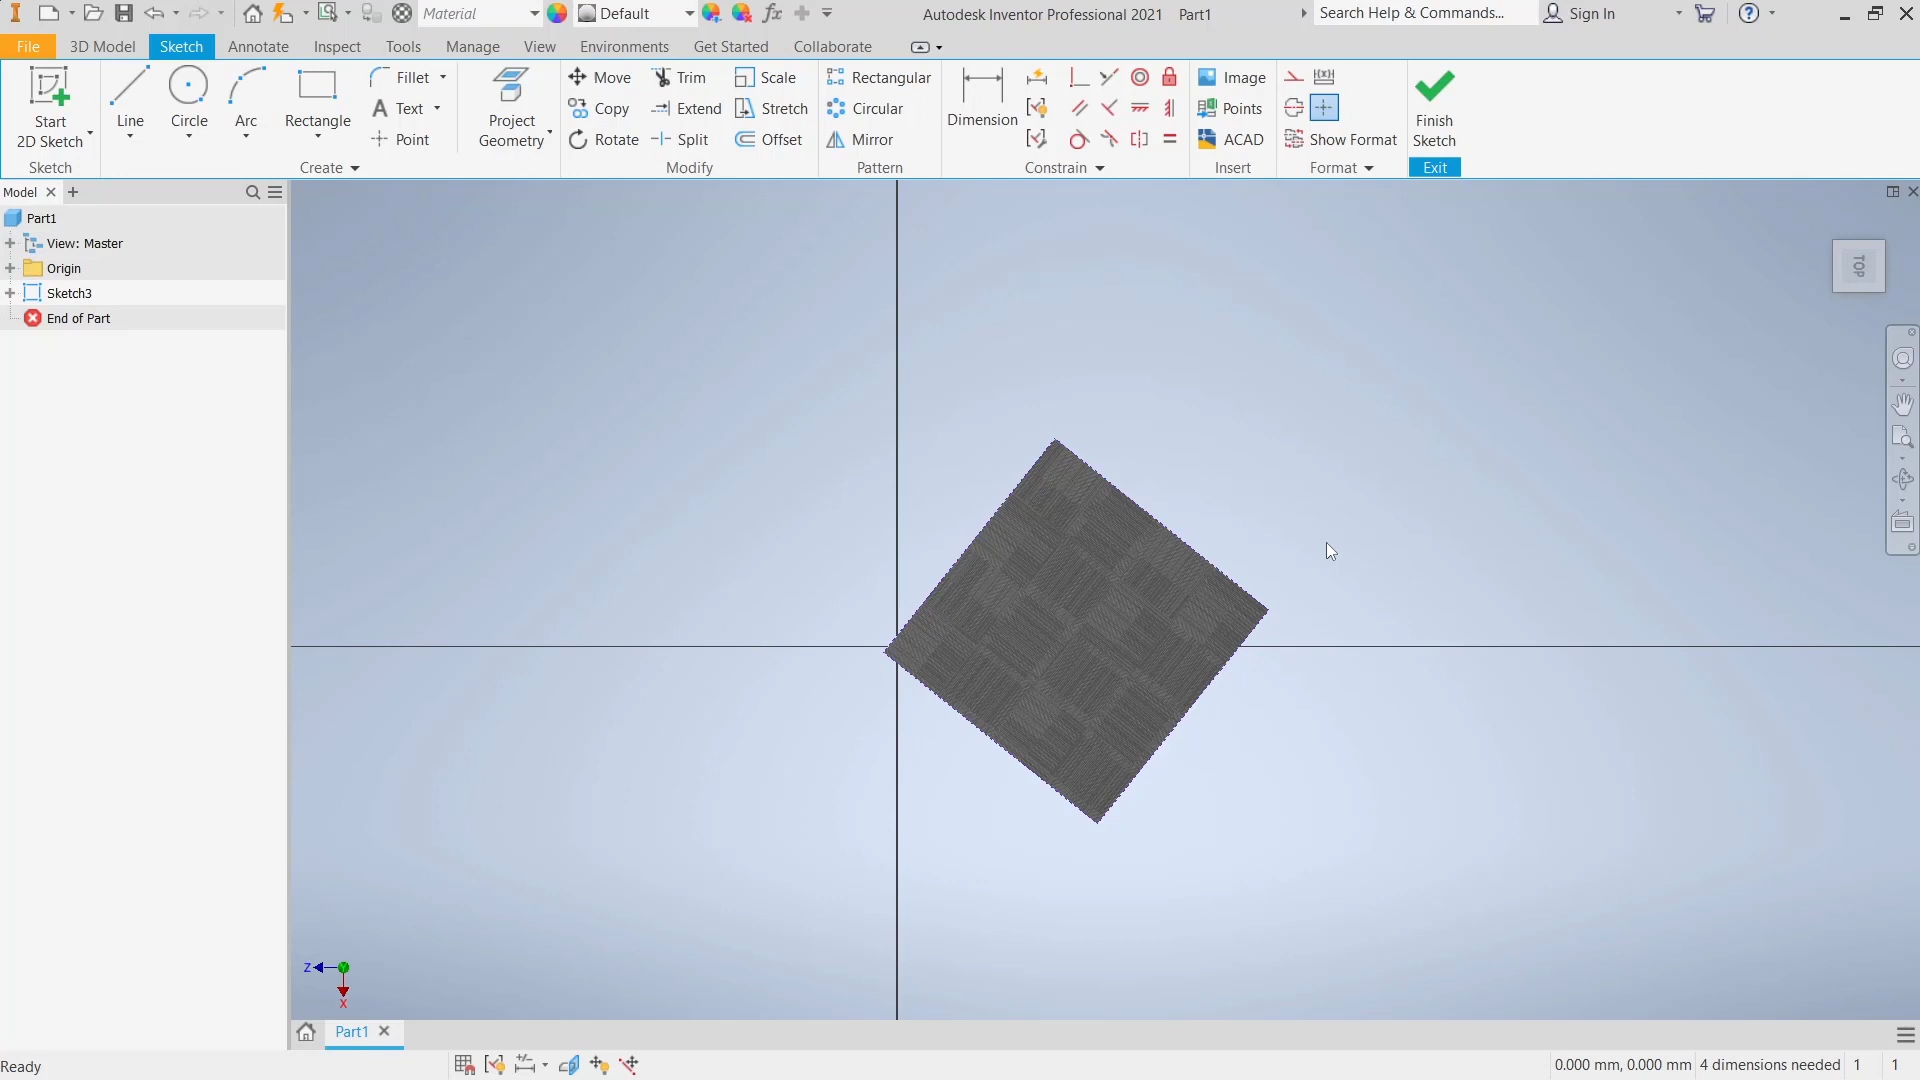 Material
Default
Autodesk Inventor Professional 2021 Part1
Search Help & Commands...
Sign In
File
3D Model
Sketch
Annotate
Inspect
Tools
Manage
View
Environments
Get Started
Collaborate
Start
2D Sketch
Line
Circle
Arc
Rectangle
Fillet
Text
Point
Project
Geometry
Move
Copy
Rotate
Trim
Extend
Split
Scale
Stretch
Offset
Rectangular
Circular
Mirror
Dimension
Image
Points
ACAD
Show Format
Finish
Sketch
Sketch
Create
Modify
Pattern
Constrain
Insert
Format
Exit
Model
Part1
View: Master
Origin
Sketch3
End of Part
TOP
Z
X
Part1
Ready
0.000 mm, 0.000 mm
4 dimensions needed
1
1